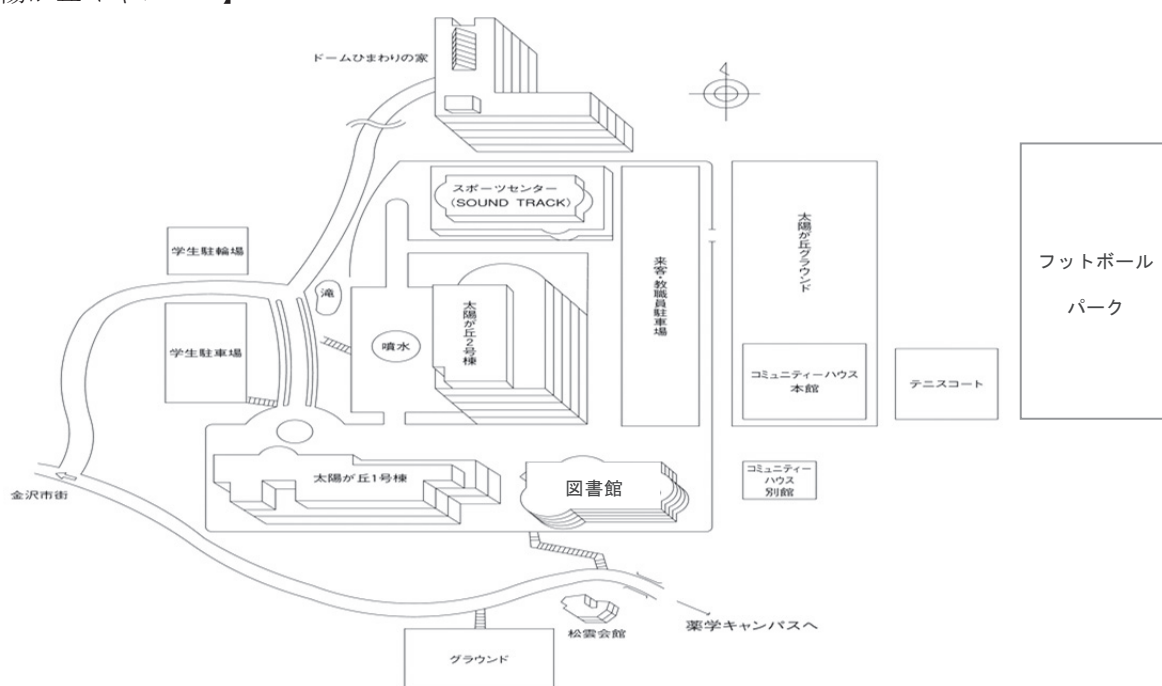 ドームひまわりの家
スポーツセンター
(SOUND TRACK)
学生駐輪場
滝
太陽が丘グラウンド
来客・教職員駐車場
フットボール
パーク
太陽が丘2号棟
噴水
学生駐車場
コミュニティーハウス
本館
テニスコート
太陽が丘1号棟
図書館
コミュニティー
ハウス
別館
金沢市街
松雲会館
薬学キャンパスへ
グラウンド